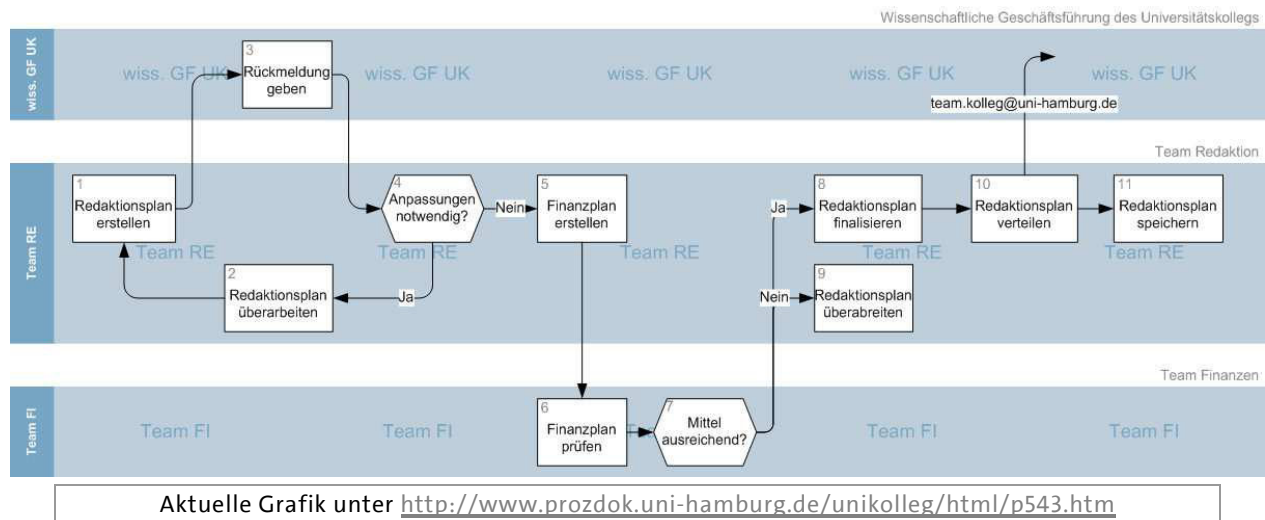 Wissenschaftliche Geschäftsführung des Universitätskollegs
wiss. GF UK
wiss. GF UK
wiss. GF UK
wiss. GF UK
wiss. GF UK
wiss. GF UK
3
Rückmeldung
geben
team.kolleg@uni-hamburg.de
Team Redaktion
Team RE
1
Redaktionsplan
erstellen
4
Anpassungen
notwendig?
Nein
5
Finanzplan
erstellen
Ja
8
Redaktionsplan
finalisieren
10
Redaktionsplan
verteilen
11
Redaktionsplan
speichern
Team RE
Team RE
Team RE
Team RE
Team RE
2
Redaktionsplan
überarbeiten
Ja
Nein
9
Redaktionsplan
überabreiten
Team Finanzen
Team FI
Team FI
Team FI
6
Finanzplan
prüfen
7
Mittel
ausreichend?
Team FI
Team FI
Aktuelle Grafik unter http://www.prozdok.uni-hamburg.de/unikolleg/html/p543.htm